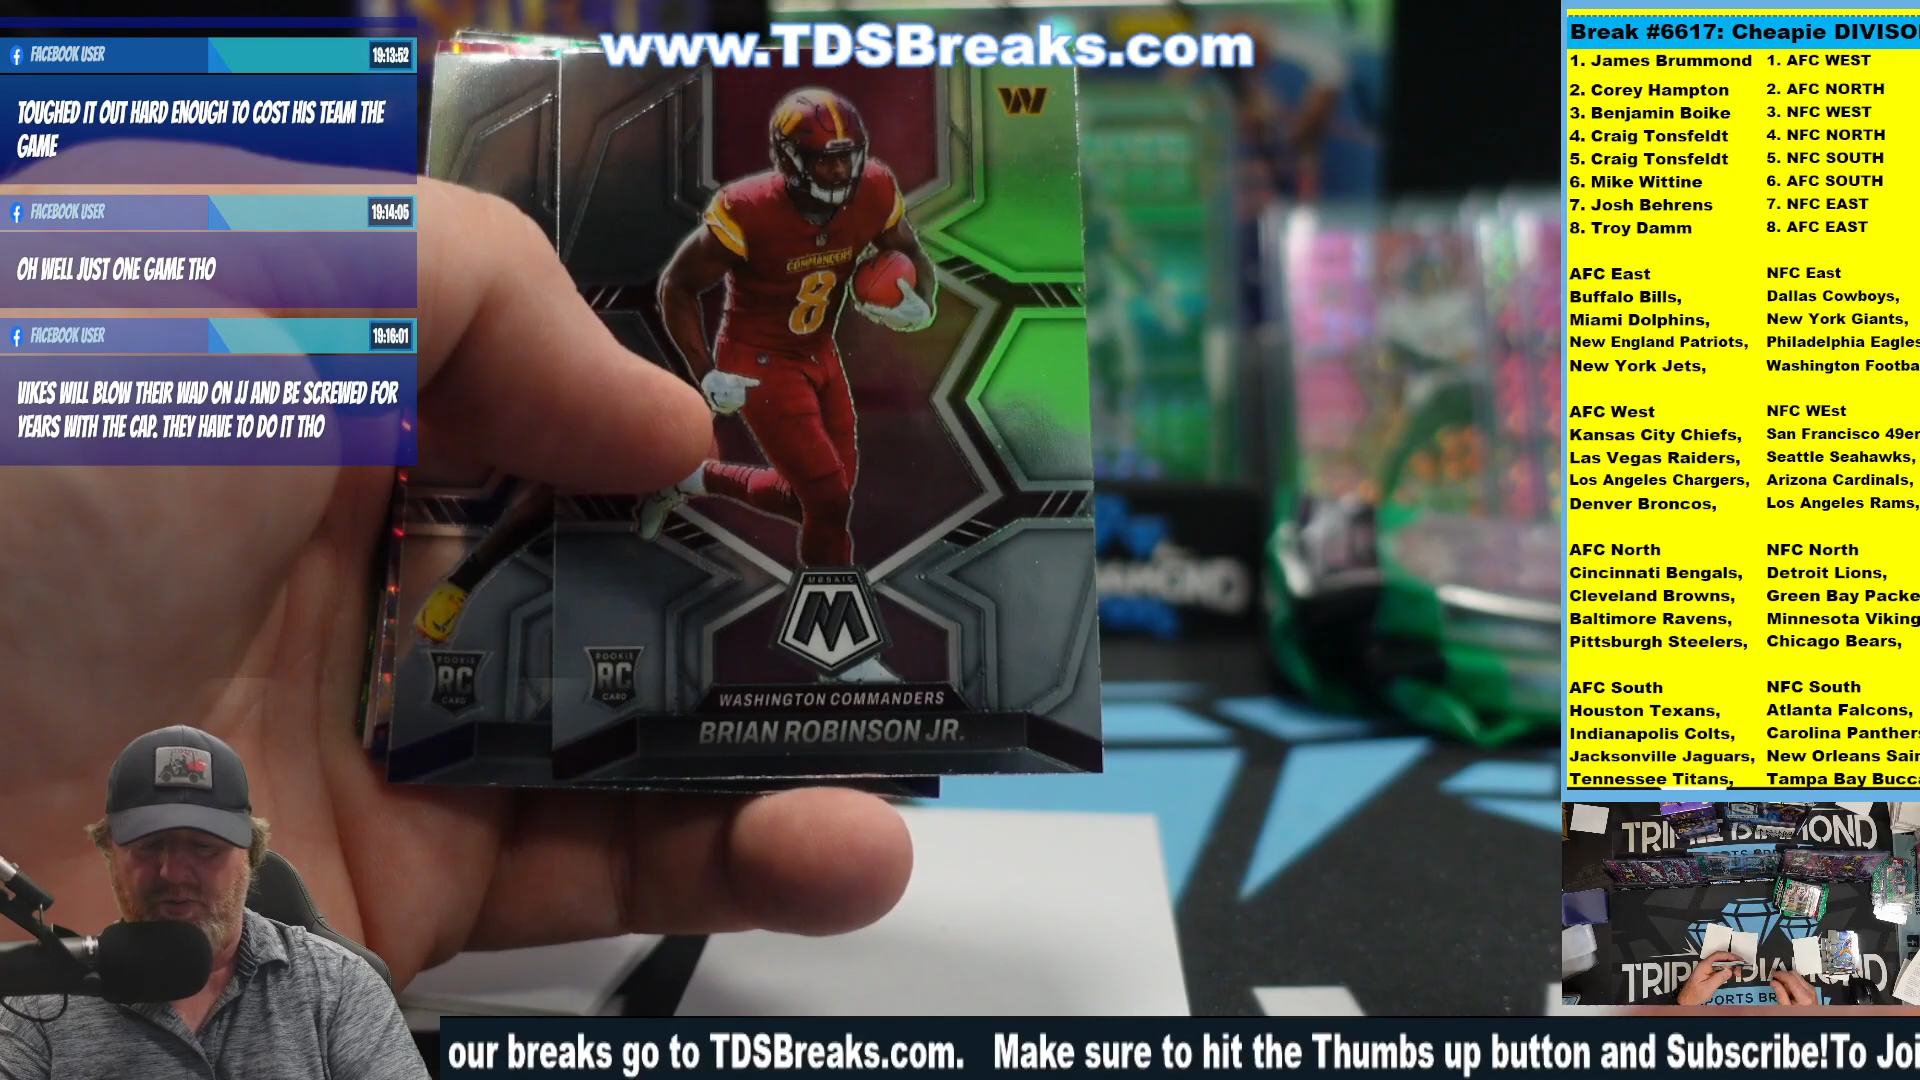 www.TDSBreaks.com
FACEBOOK USER 19:13:52
TOUGHED IT OUT HARD ENOUGH TO COST HIS TEAM THE
GAME
FACEBOOK USER 19:14:05
OH WELL JUST ONE GAME THO
FACEBOOK USER 19:16:01
VIKES WILL BLOW THEIR WAD ON JJ AND BE SCREWED FOR
YEARS WITH THE CAP. THEY HAVE TO DO IT THO
W
COMMANDERS
8
MOSAIC
M
ROOKIE
RC
CARD
ROOKIE
RC
CARD
WASHINGTON COMMANDERS
BRIAN ROBINSON JR.
Break #6617: Cheapie DIVISO
1. James Brummond 1. AFC WEST
2. Corey Hampton 2. AFC NORTH
3. Benjamin Boike 3. NFC WEST
4. Craig Tonsfeldt 4. NFC NORTH
5. Craig Tonsfeldt 5. NFC SOUTH
6. Mike Wittine 6. AFC SOUTH
7. Josh Behrens 7. NFC EAST
8. Troy Damm 8. AFC EAST
AFC East NFC East
Buffalo Bills, Dallas Cowboys,
Miami Dolphins, New York Giants,
New England Patriots, Philadelphia Eagles
New York Jets, Washington Footba
AFC West NFC WEst
Kansas City Chiefs, San Francisco 49er
Las Vegas Raiders, Seattle Seahawks,
Los Angeles Chargers, Arizona Cardinals,
Denver Broncos, Los Angeles Rams,
AFC North NFC North
Cincinnati Bengals, Detroit Lions,
Cleveland Browns, Green Bay Packe
Baltimore Ravens, Minnesota Viking
Pittsburgh Steelers, Chicago Bears,
AFC South NFC South
Houston Texans, Atlanta Falcons,
Indianapolis Colts, Carolina Panthers
Jacksonville Jaguars, New Orleans Sain
Tennessee Titans, Tampa Bay Bucca
TRIPLE DIAMOND
TRIPLE DIAMOND
our breaks go to TDSBreaks.com. Make sure to hit the Thumbs up button and Subscribe!To Joi